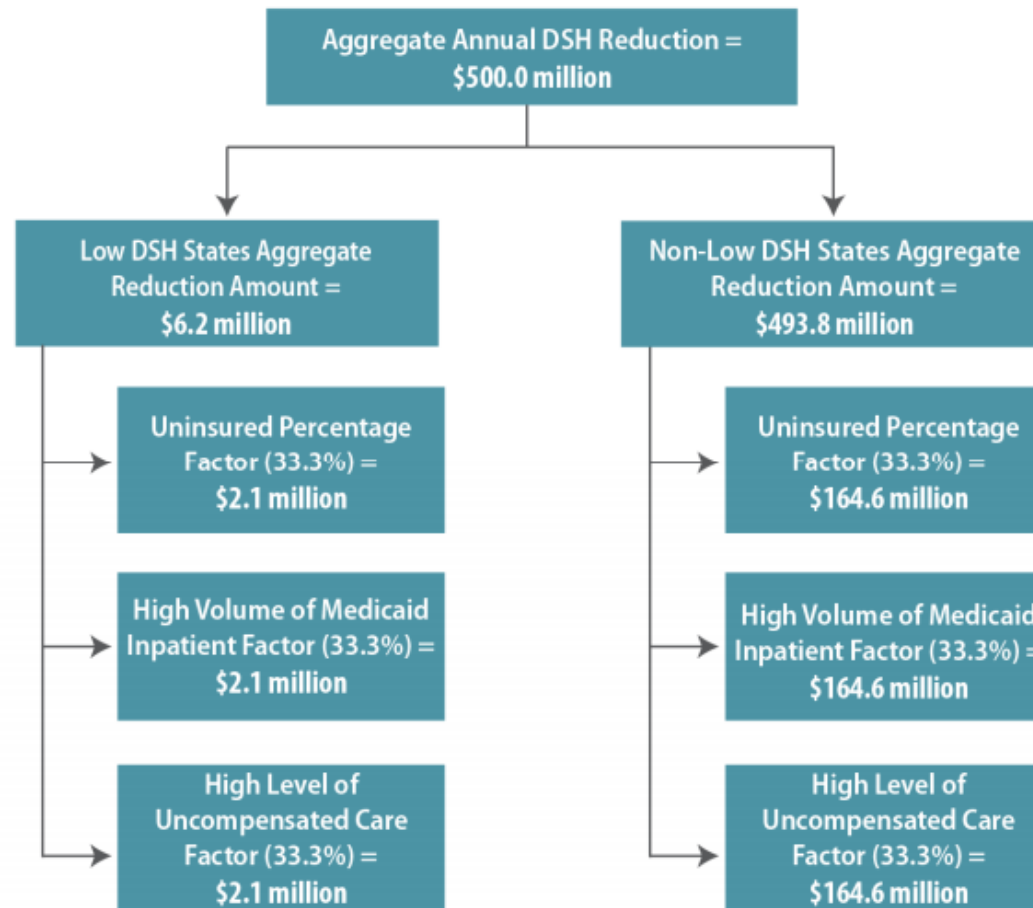 Aggregate Annual DSH Reduction =
$500.0 million
Low DSH States Aggregate
Reduction Amount =
$6.2 million
Uninsured Percentage
Factor (33.3%) =
$2.1 million
High Volume of Medicaid
Inpatient Factor (33.3%) =
$2.1 million
High Level of
Uncompensated Care
Factor (33.3%) =
$2.1 million
Non-Low DSH States Aggregate
Reduction Amount =
$493.8 million
Uninsured Percentage
Factor (33.3%) =
$164.6 million
High Volume of Medicaid
Inpatient Factor (33.3%) =
$164.6 million
High Level of
Uncompensated Care
Factor (33.3%) =
$164.6 million